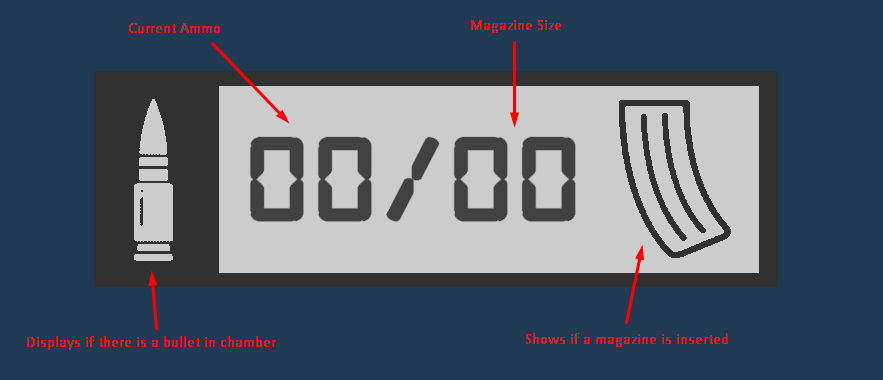 Current Ammo
Magazine Size
00/00
Displays if there is a bullet in chamber
Shows if a magazine is inserted